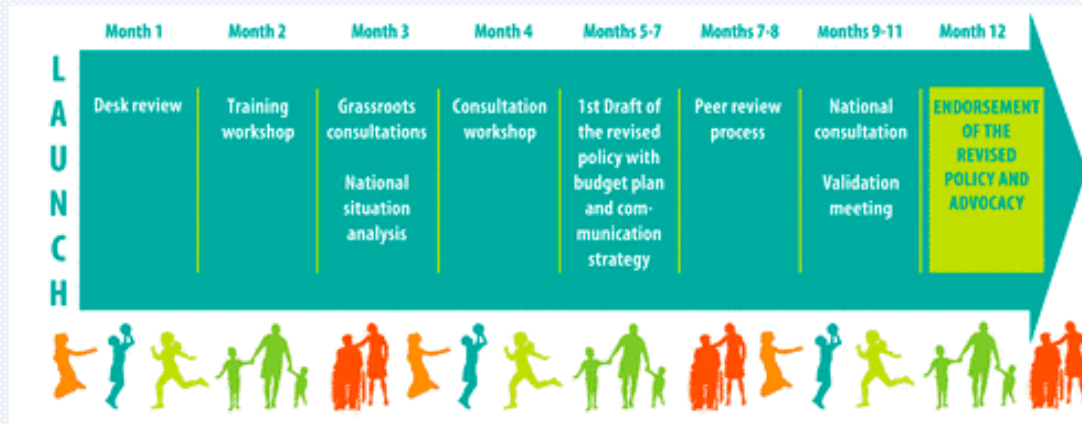 Month 1
Month 2
Month 3
Month 4
Months 5-7
Months 7-8
Months 9-11
Month 12
LAUNCH
Desk review
Training
workshop
Grassroots
consultations
National
situation
analysis
Consultation
workshop
1st Draft of
the revised
policy with
budget plan
and com-
munication
strategy
Peer review
process
National
consultation
Validation
meeting
ENDORSEMENT
OF THE
REVISED
POLICY AND
ADVOCACY